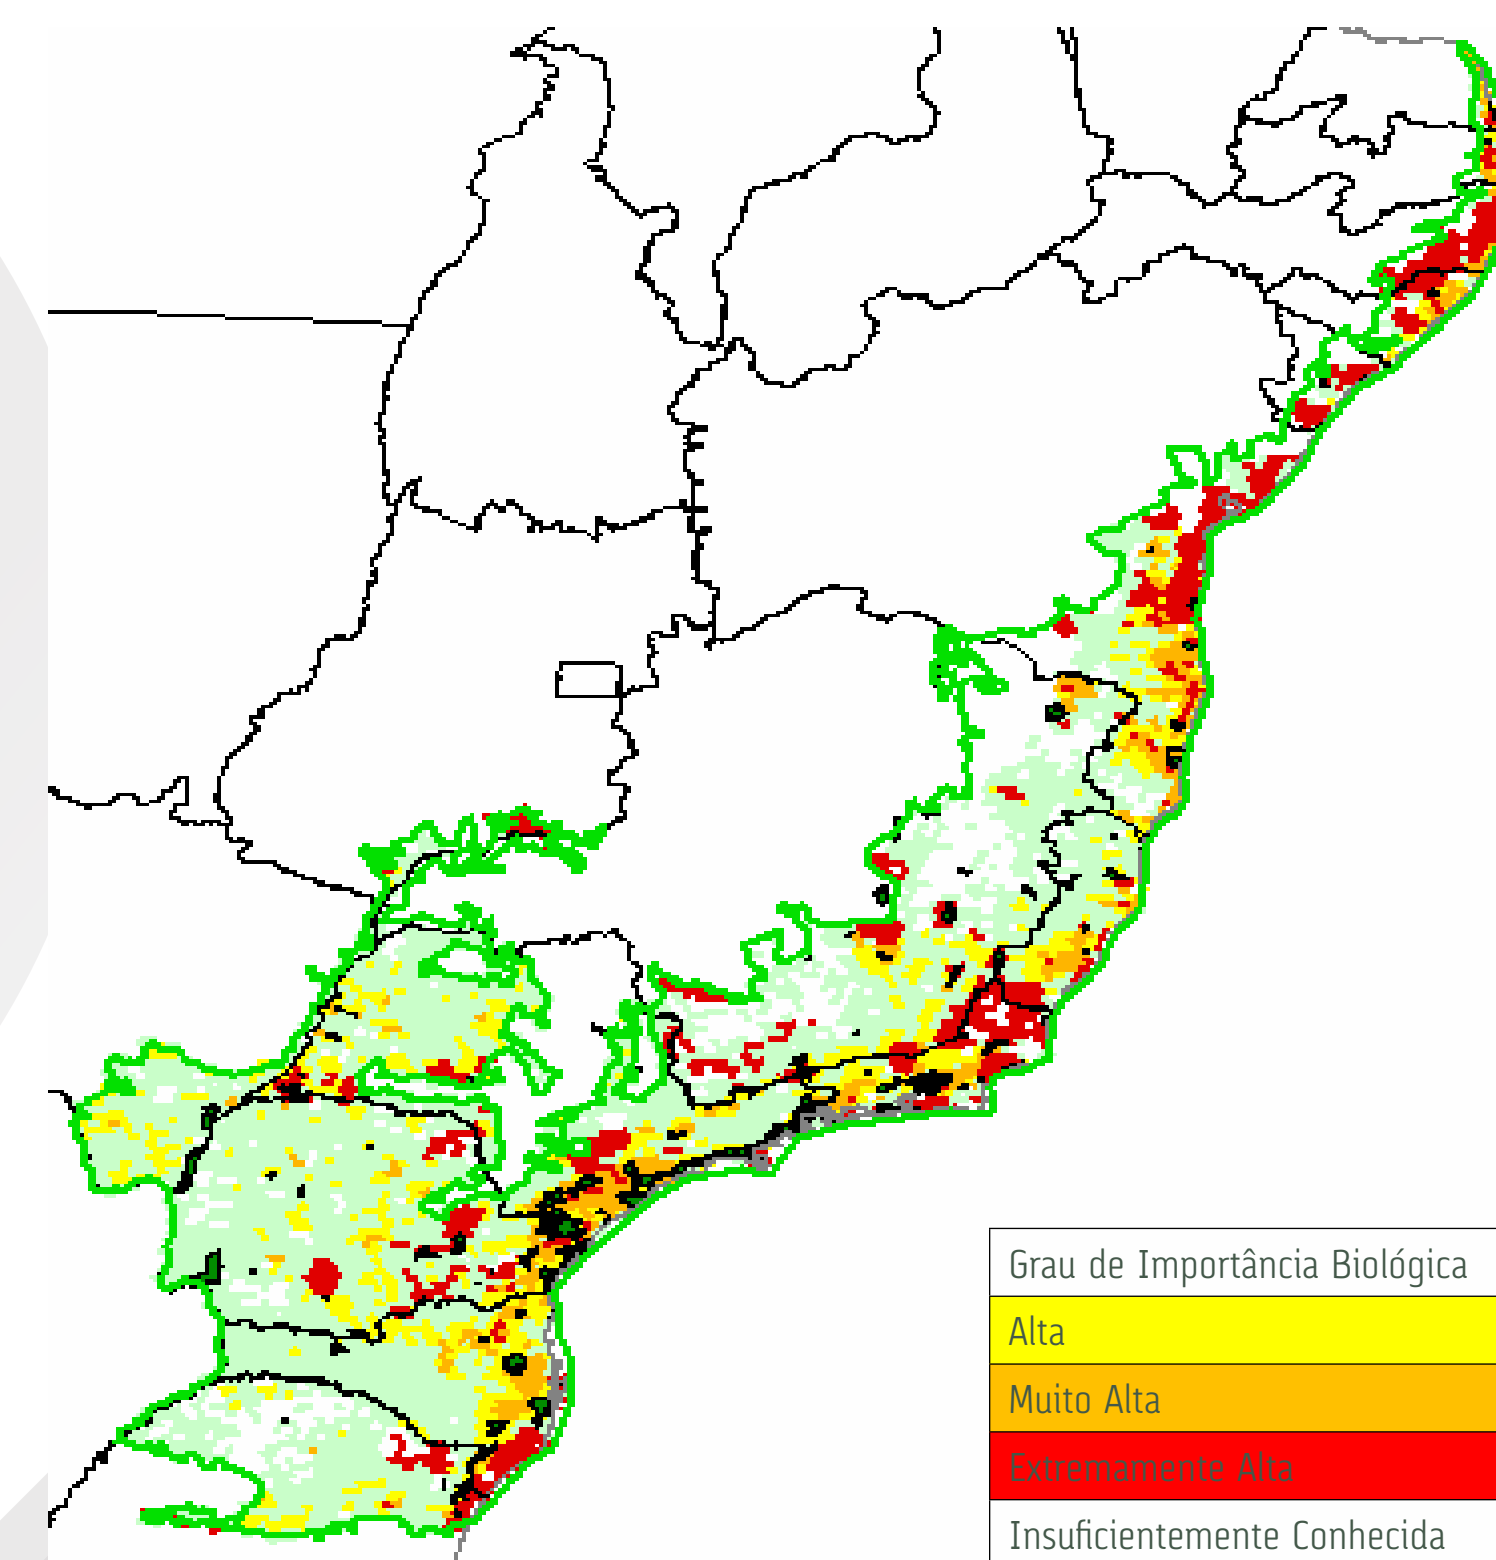 Grau de Importância Biológica
Alta
Muito Alta
Extremamente Alta
Insuficientemente Conhecida